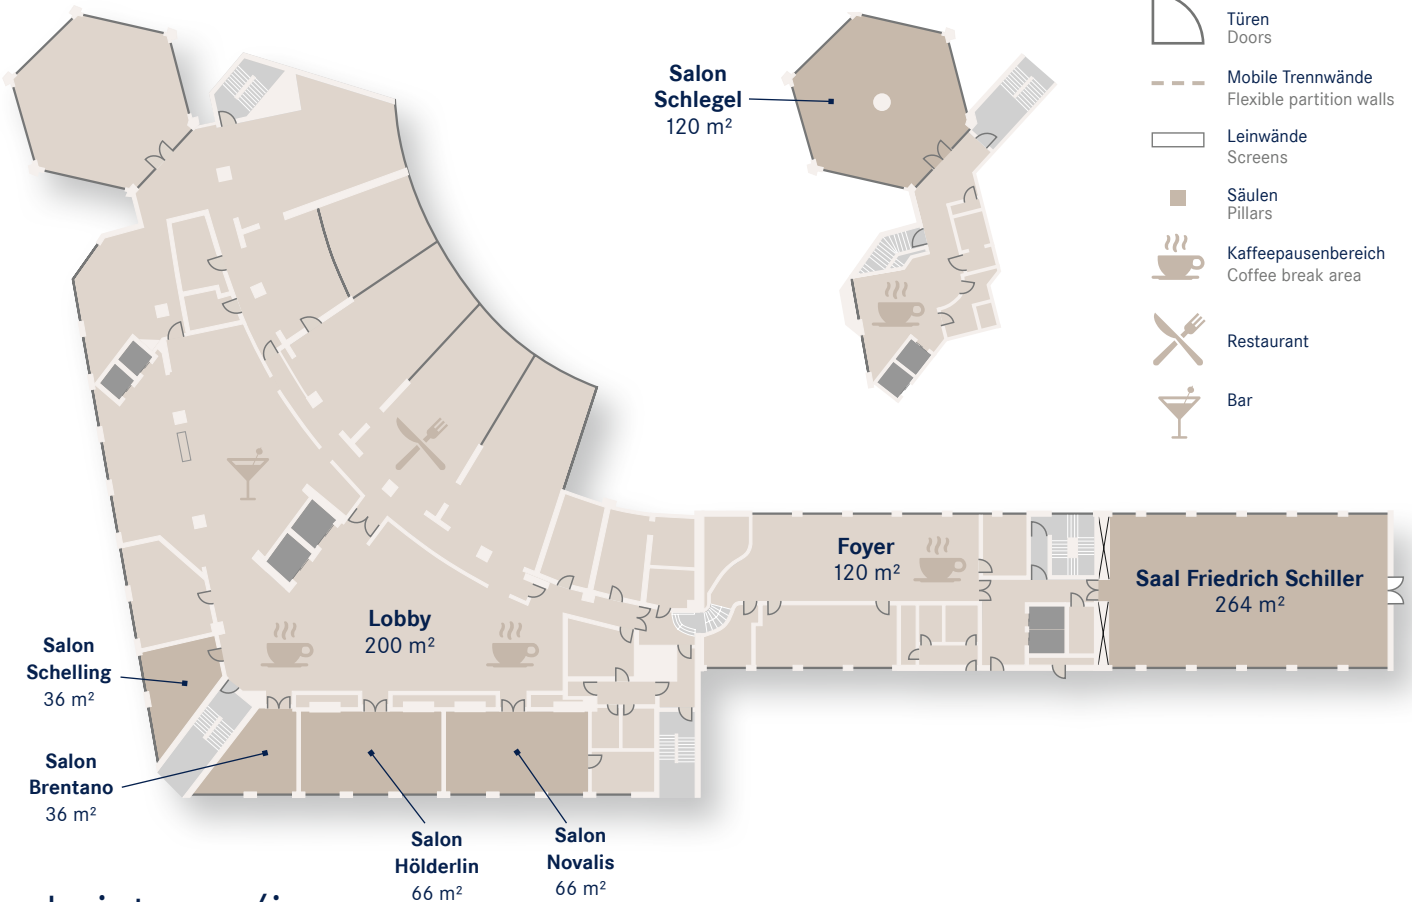 Türen
Doors
Mobile Trennwände
Flexible partition walls
Leinwände
Screens
Säulen
Pillars
Kaffeepausenbereich
Coffee break area
Restaurant
Bar
Salon
Schlegel
120 m²
Foyer
120 m²
Saal Friedrich Schiller
264 m²
Lobby
200 m²
Salon
Schelling
36 m²
Salon
Brentano
36 m²
Salon
Hölderlin
66 m²
Salon
Novalis
66 m²